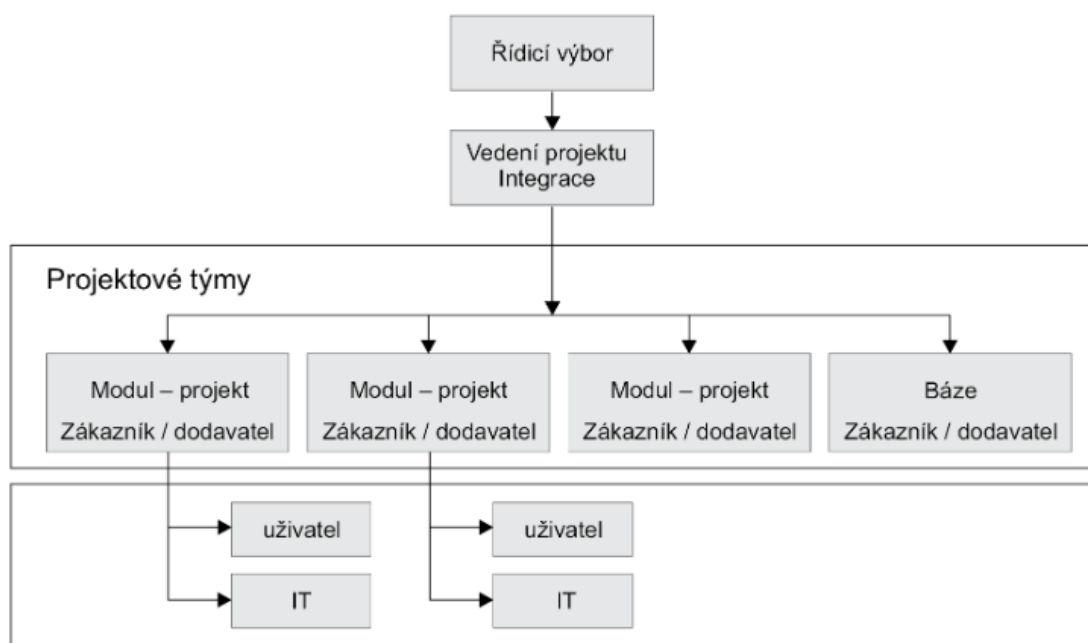 Řídicí výbor
Vedení projektu
Integrace
Projektové týmy
Modul – projekt
Zákazník / dodavatel
Modul – projekt
Zákazník / dodavatel
Modul – projekt
Zákazník / dodavatel
Báze
Zákazník / dodavatel
uživatel
uživatel
IT
IT